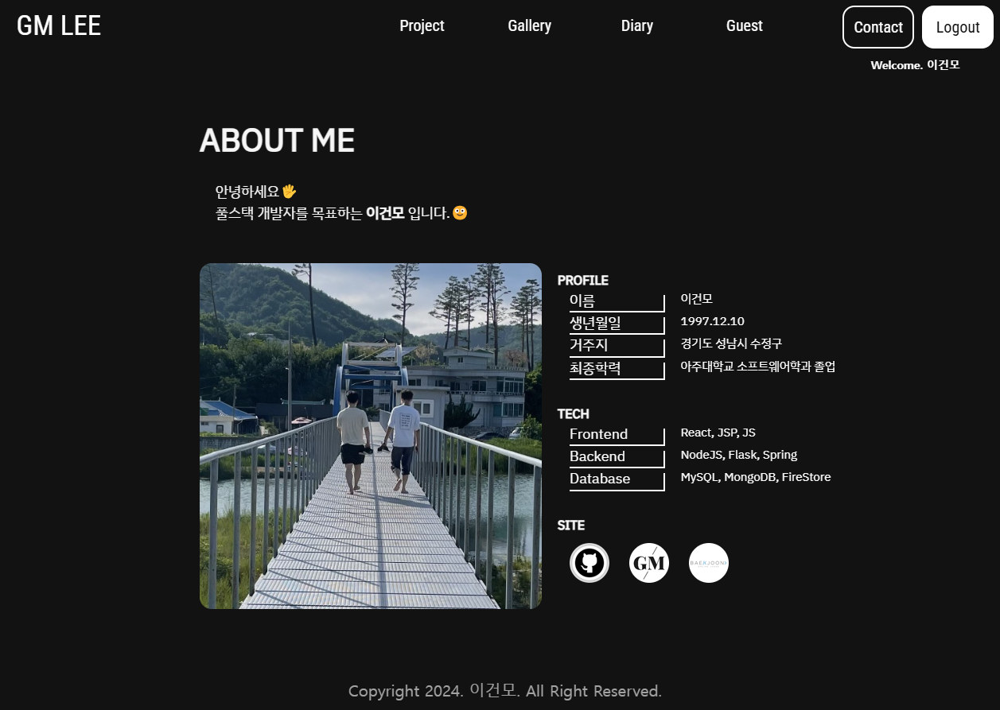 GM LEE
Project
Gallery
Diary
Guest
Contact
Logout
Welcome. 이건모
ABOUT ME
안녕하세요🖐
풀스택 개발자를 목표하는 이건모 입니다.🙂
PROFILE
이름 이건모
생년월일 1997.12.10
거주지 경기도 성남시 수정구
최종학력 아주대학교 소프트웨어학과 졸업
TECH
Frontend React, JSP, JS
Backend NodeJS, Flask, Spring
Database MySQL, MongoDB, FireStore
SITE
GM
BAEKJOON
Copyright 2024. 이건모. All Right Reserved.